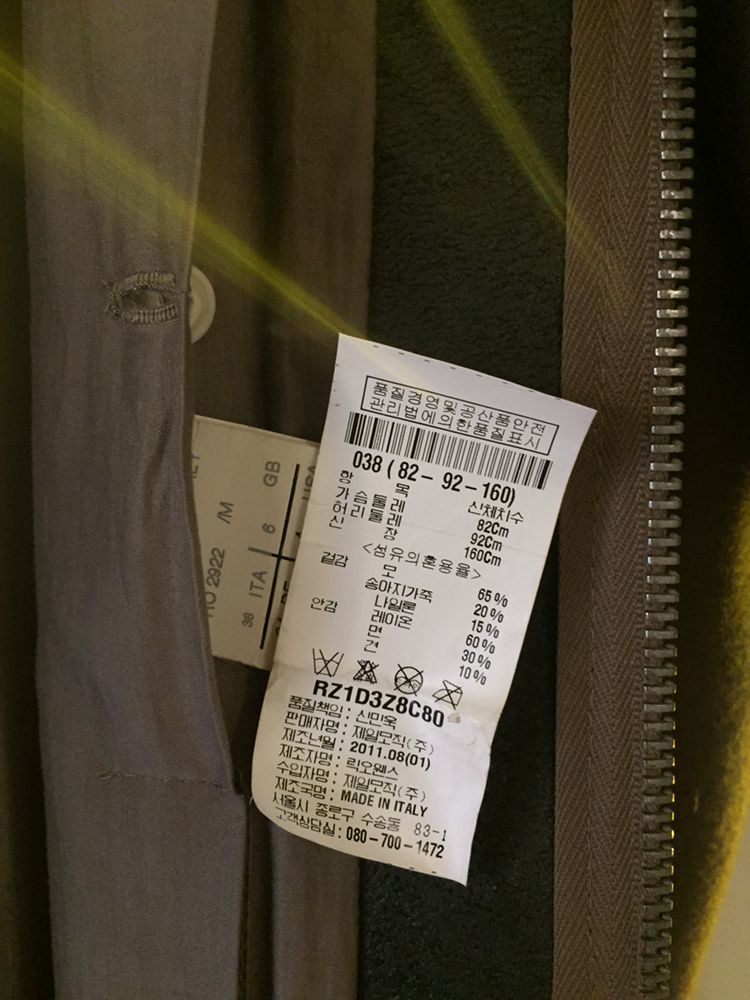 품질경영및공산품안전
관리법에의한품질표시
038 ( 82 - 92 - 160)
항 목 신체치수
가슴둘레 82Cm
허리둘레 92Cm
신 장 160Cm
<섬유의혼용율>
겉감 모 65%
송아지가죽 20%
나일론 15%
안감 레이온 60%
면 30%
견 10%
RZ1D3Z8C80
품질책임 : 신민욱
판매자명 : 제일모직(주)
제조년월 : 2011.08(01)
제조자명 : 릭오웬스
수입자명 : 제일모직(주)
제조국명 : MADE IN ITALY
서울시 종로구 수송동 83-1
고객상담실 : 080-700-1472
2922 /M
38 ITA 6 GB